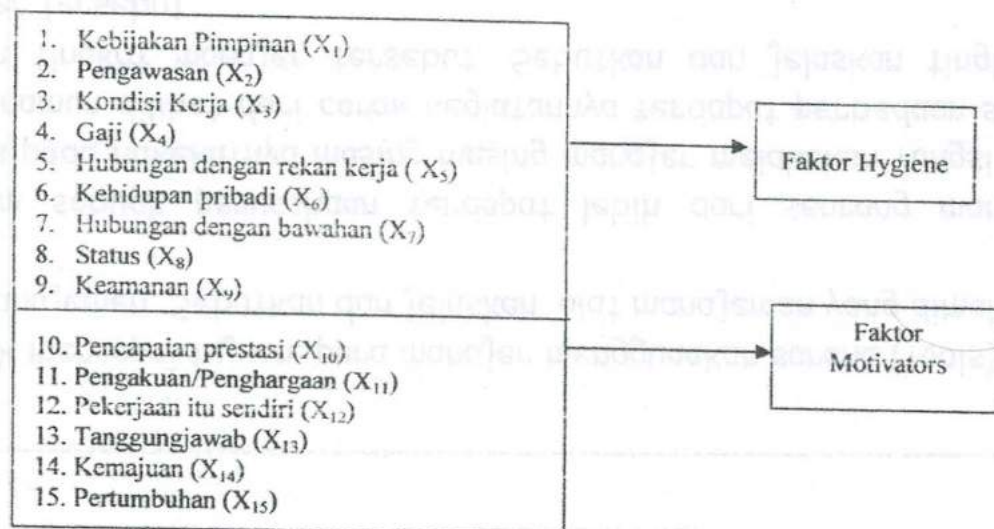 1. Kebijakan Pimpinan (X₁)
2. Pengawasan (X₂)
3. Kondisi Kerja (X₃)
4. Gaji (X₄)
5. Hubungan dengan rekan kerja ( X₅)
6. Kehidupan pribadi (X₆)
7. Hubungan dengan bawahan (X₇)
8. Status (X₈)
9. Keamanan (X₉)
Faktor Hygiene
10. Pencapaian prestasi (X₁₀)
11. Pengakuan/Penghargaan (X₁₁)
12. Pekerjaan itu sendiri (X₁₂)
13. Tanggungjawab (X₁₃)
14. Kemajuan (X₁₄)
15. Pertumbuhan (X₁₅)
Faktor
Motivators